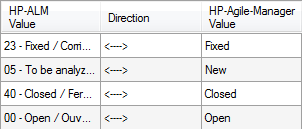 HP-ALM Value Direction HP-Agile-Manager Value
23 - Fixed / Corri... <----> Fixed
05 - To be analyz... <----> New
40 - Closed / Fer... <----> Closed
00 - Open / Ouv... <----> Open